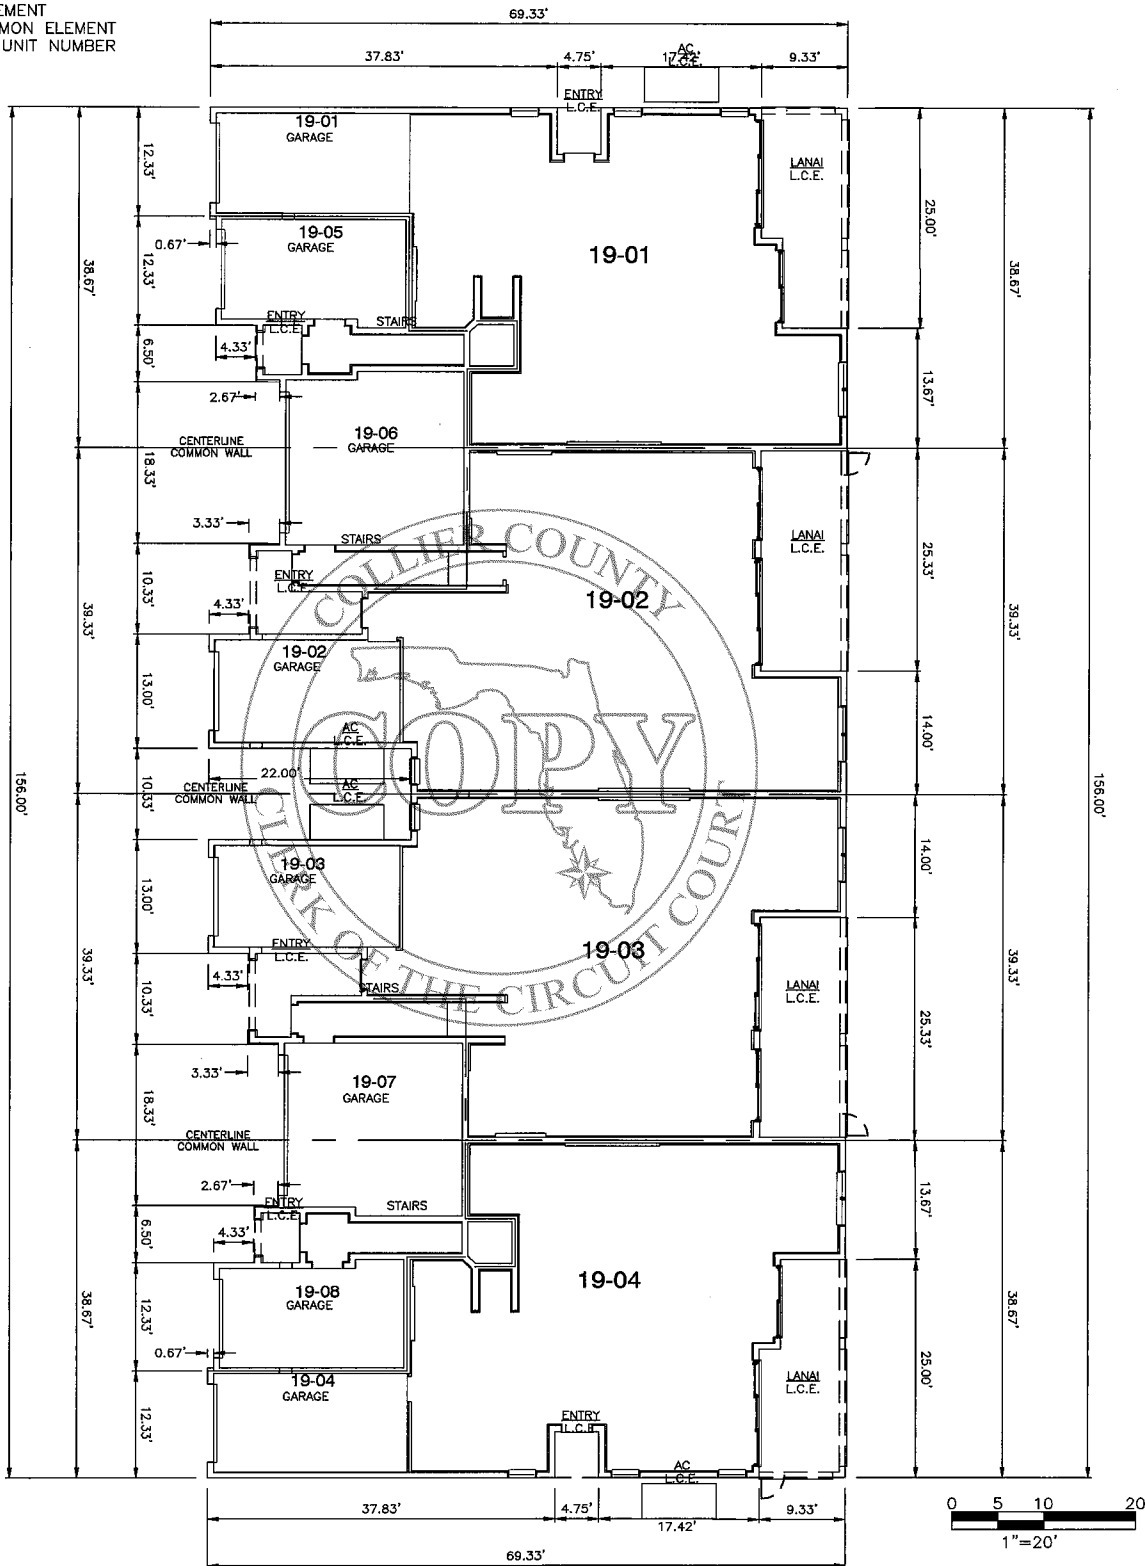 EMENT
MON ELEMENT
UNIT NUMBER
69.33'
37.83'
4.75'
17.42'
9.33'
AC
L.C.E.
ENTRY
L.C.E.
19-01
GARAGE
12.33'
LANAI
L.C.E.
25.00'
19-05
GARAGE
0.67'
12.33'
19-01
38.67'
38.67'
ENTRY
L.C.E.
STAIRS
4.33'
6.50'
2.67'
13.67'
19-06
GARAGE
CENTERLINE
COMMON WALL
18.33'
3.33'
STAIRS
LANAI
L.C.E.
25.33'
ENTRY
L.C.E.
10.33'
4.33'
19-02
39.33'
39.33'
19-02
GARAGE
13.00'
14.00'
AC
L.C.E.
22.00'
156.00'
156.00'
CENTERLINE
COMMON WALL
AC
L.C.E.
10.33'
COLLIER COUNTY
COPY
CLERK OF THE CIRCUIT COURT
14.00'
19-03
GARAGE
13.00'
ENTRY
L.C.E.
19-03
39.33'
39.33'
4.33'
10.33'
STAIRS
LANAI
L.C.E.
25.33'
3.33'
19-07
GARAGE
18.33'
CENTERLINE
COMMON WALL
2.67'
ENTRY
L.C.E.
STAIRS
13.67'
6.50'
4.33'
19-04
19-08
GARAGE
12.33'
38.67'
38.67'
0.67'
19-04
GARAGE
12.33'
LANAI
L.C.E.
25.00'
ENTRY
L.C.E
AC
L.C.E.
37.83'
4.75'
17.42'
9.33'
69.33'
0 5 10 20
1"=20'